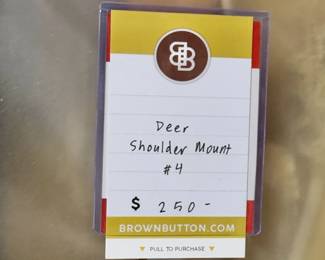 BB
Deer
Shoulder Mount
#4
$ 250-
BROWNBUTTON.COM
PULL TO PURCHASE